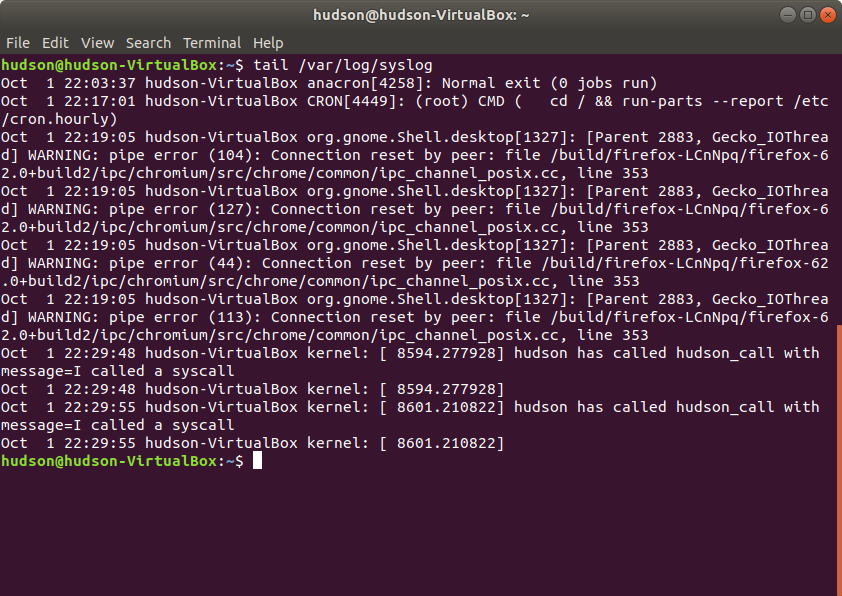 hudson@hudson-VirtualBox: ~
File Edit View Search Terminal Help
hudson@hudson-VirtualBox:~$ tail /var/log/syslog
Oct  1 22:03:37 hudson-VirtualBox anacron[4258]: Normal exit (0 jobs run)
Oct  1 22:17:01 hudson-VirtualBox CRON[4449]: (root) CMD (   cd / && run-parts --report /etc
/cron.hourly)
Oct  1 22:19:05 hudson-VirtualBox org.gnome.Shell.desktop[1327]: [Parent 2883, Gecko_IOThrea
d] WARNING: pipe error (104): Connection reset by peer: file /build/firefox-LCnNpq/firefox-6
2.0+build2/ipc/chromium/src/chrome/common/ipc_channel_posix.cc, line 353
Oct  1 22:19:05 hudson-VirtualBox org.gnome.Shell.desktop[1327]: [Parent 2883, Gecko_IOThrea
d] WARNING: pipe error (127): Connection reset by peer: file /build/firefox-LCnNpq/firefox-6
2.0+build2/ipc/chromium/src/chrome/common/ipc_channel_posix.cc, line 353
Oct  1 22:19:05 hudson-VirtualBox org.gnome.Shell.desktop[1327]: [Parent 2883, Gecko_IOThrea
d] WARNING: pipe error (44): Connection reset by peer: file /build/firefox-LCnNpq/firefox-62
.0+build2/ipc/chromium/src/chrome/common/ipc_channel_posix.cc, line 353
Oct  1 22:19:05 hudson-VirtualBox org.gnome.Shell.desktop[1327]: [Parent 2883, Gecko_IOThrea
d] WARNING: pipe error (113): Connection reset by peer: file /build/firefox-LCnNpq/firefox-6
2.0+build2/ipc/chromium/src/chrome/common/ipc_channel_posix.cc, line 353
Oct  1 22:29:48 hudson-VirtualBox kernel: [ 8594.277928] hudson has called hudson_call with
message=I called a syscall
Oct  1 22:29:48 hudson-VirtualBox kernel: [ 8594.277928]
Oct  1 22:29:55 hudson-VirtualBox kernel: [ 8601.210822] hudson has called hudson_call with
message=I called a syscall
Oct  1 22:29:55 hudson-VirtualBox kernel: [ 8601.210822]
hudson@hudson-VirtualBox:~$